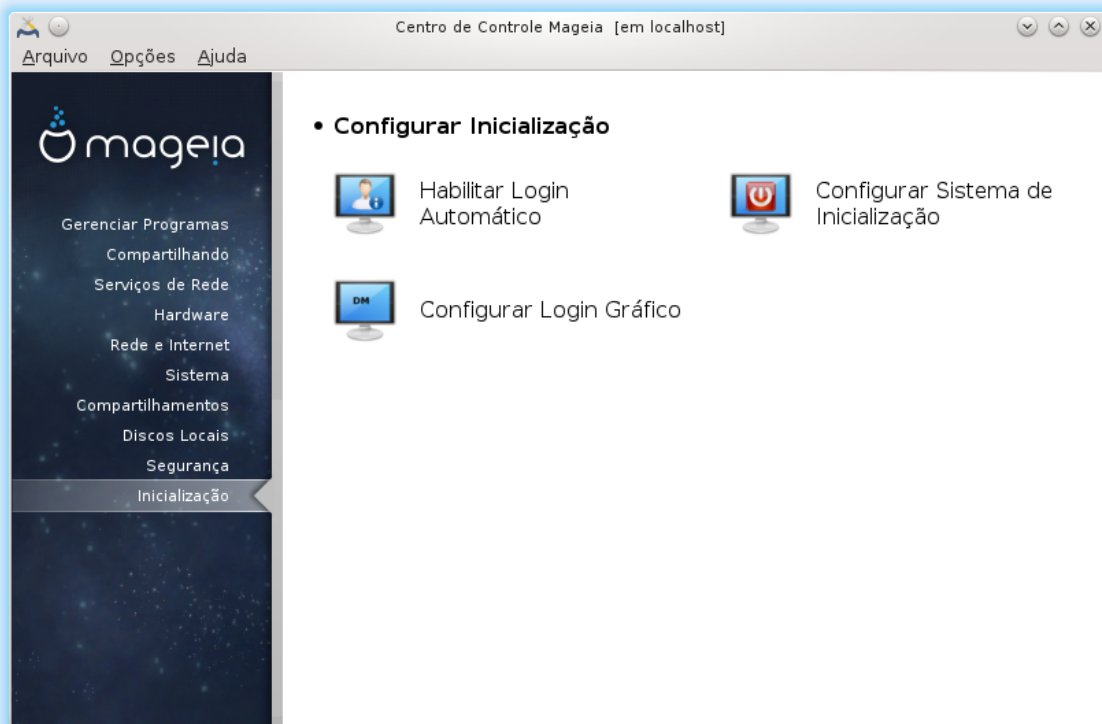 Centro de Controle Mageia [em localhost]
Arquivo Opções Ajuda
mageia
Gerenciar Programas
Compartilhando
Serviços de Rede
Hardware
Rede e Internet
Sistema
Compartilhamentos
Discos Locais
Segurança
Inicialização
• Configurar Inicialização
Habilitar Login
Automático
Configurar Sistema de
Inicialização
DM
Configurar Login Gráfico